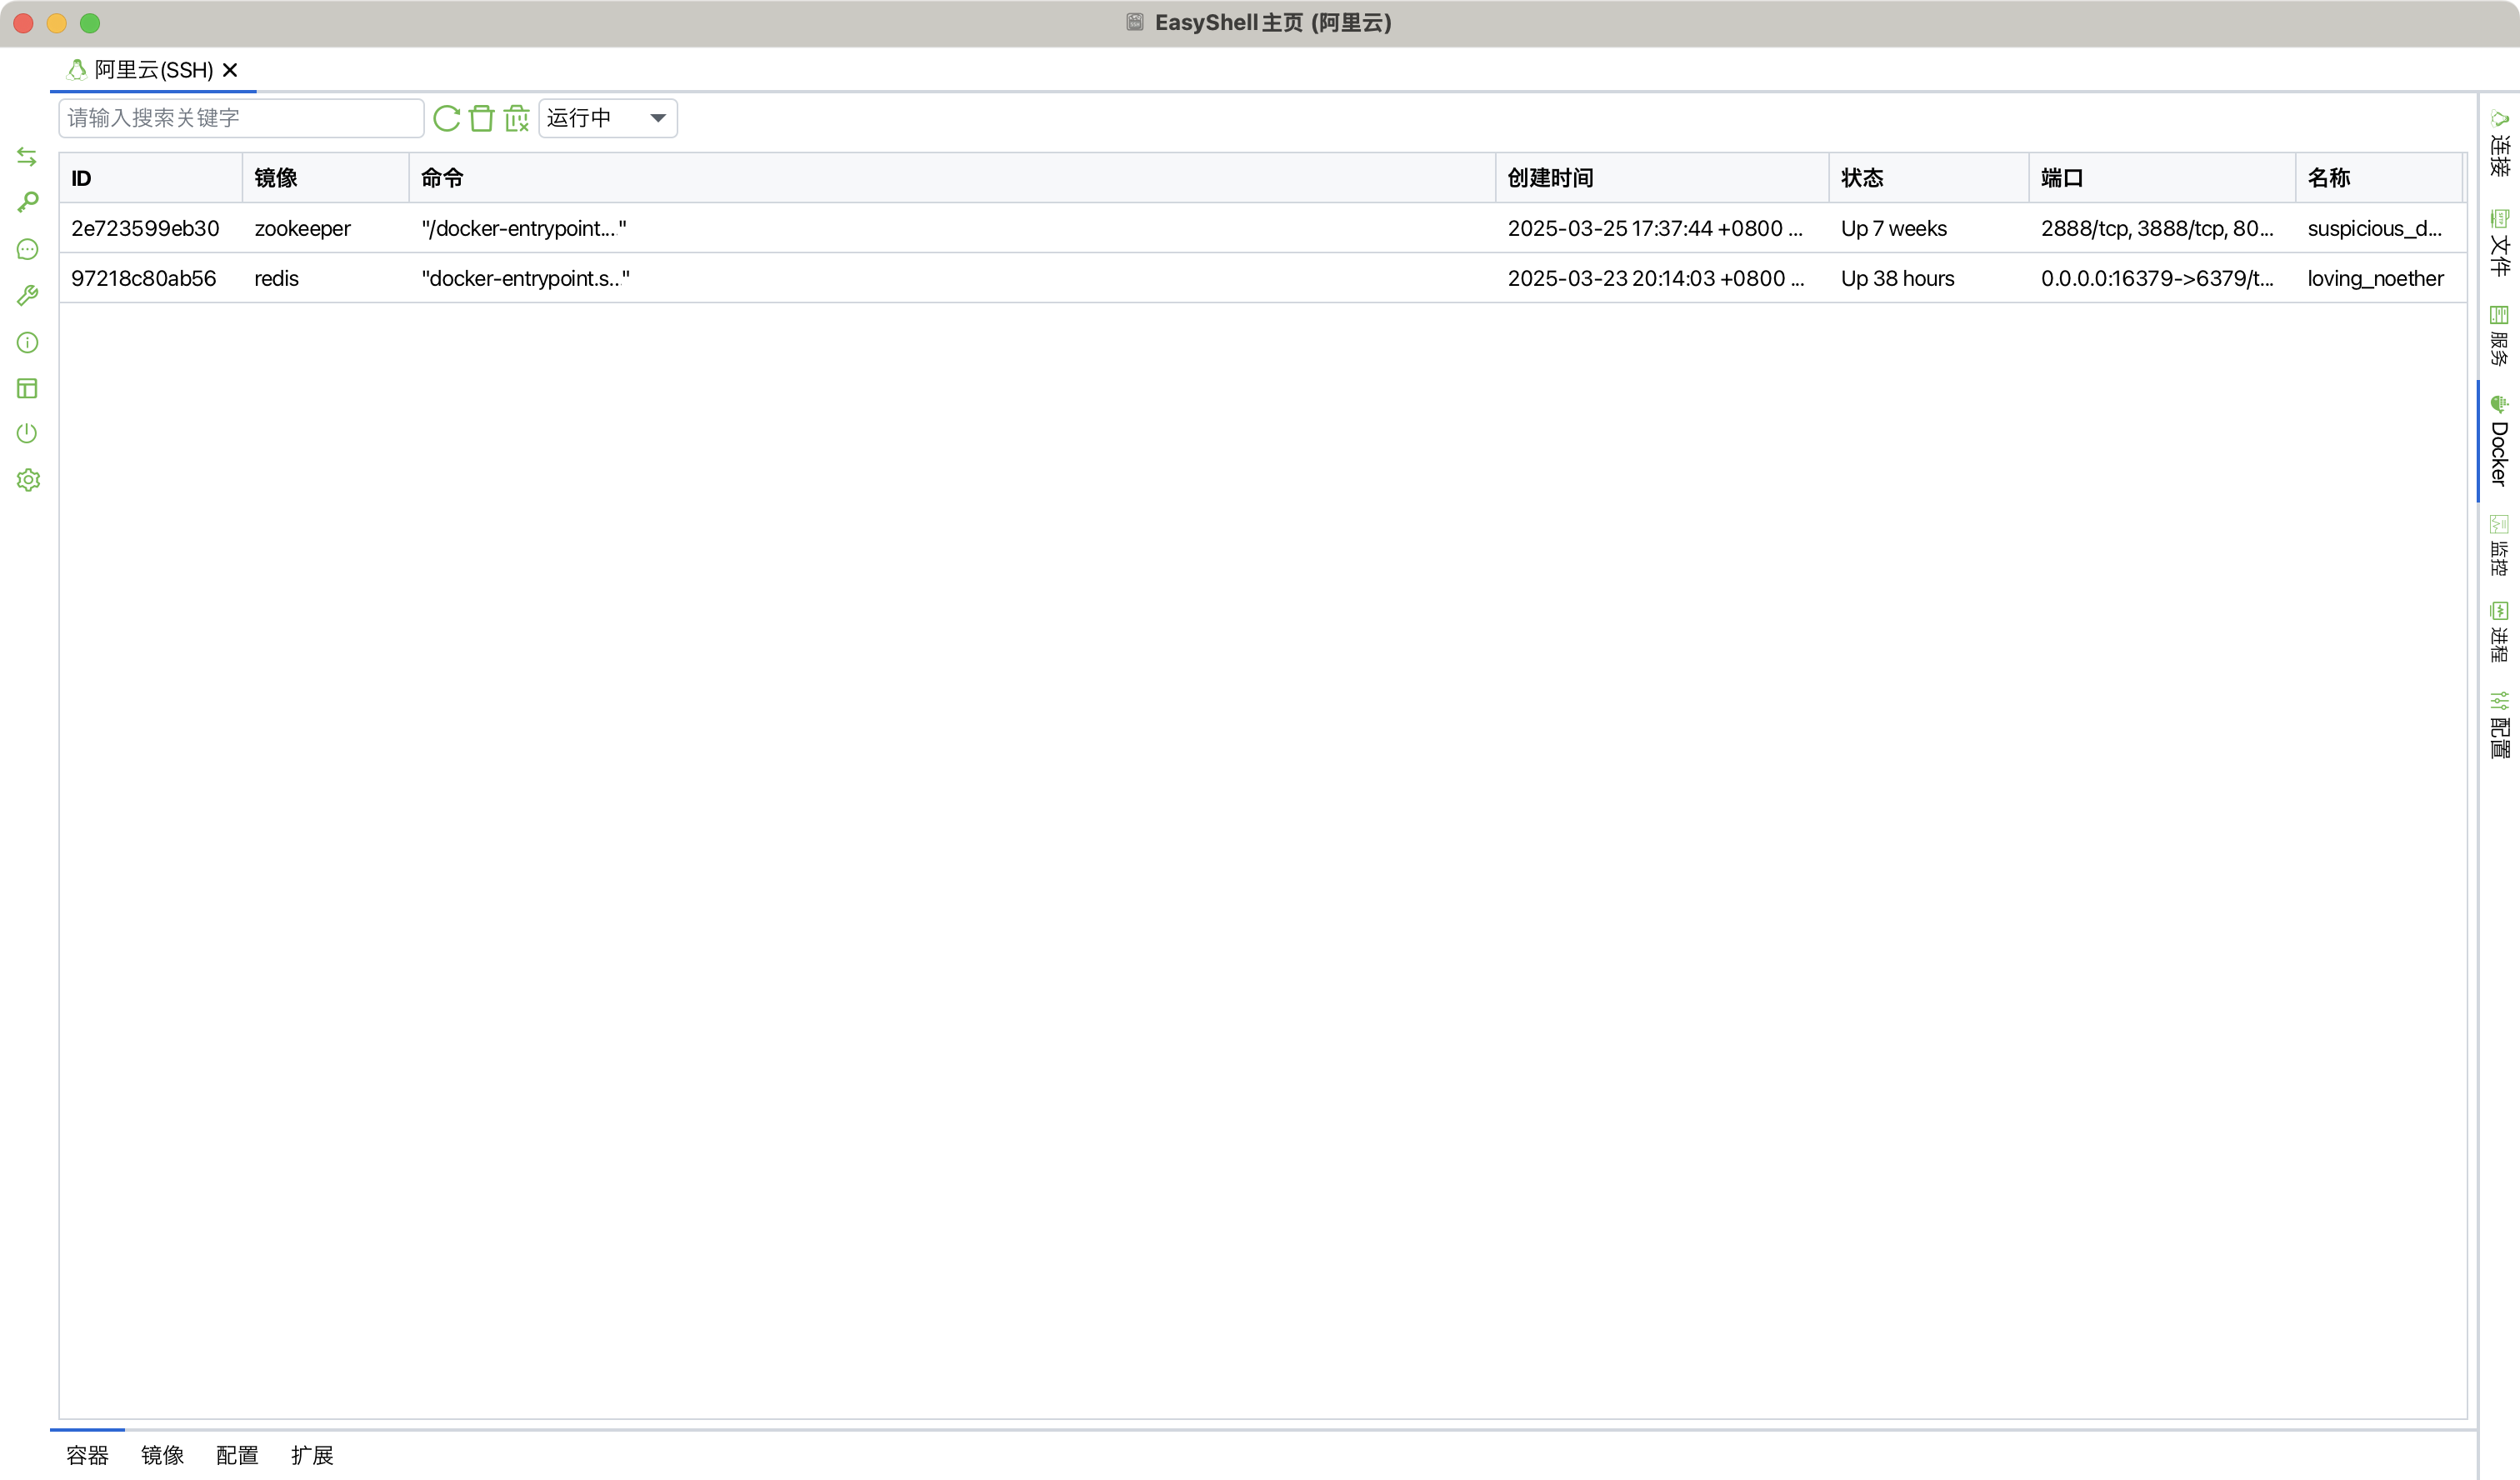 EasyShell主页 (阿里云)
阿里云(SSH)
请输入搜索关键字 运行中
ID 镜像 命令 创建时间 状态 端口 名称
2e723599eb30 zookeeper "/docker-entrypoint...." 2025-03-25 17:37:44 +0800 ... Up 7 weeks 2888/tcp, 3888/tcp, 80... suspicious_d...
97218c80ab56 redis "docker-entrypoint.s..." 2025-03-23 20:14:03 +0800 ... Up 38 hours 0.0.0.0:16379->6379/t... loving_noether
连接
文件
服务
Docker
监控
进程
配置
容器 镜像 配置 扩展